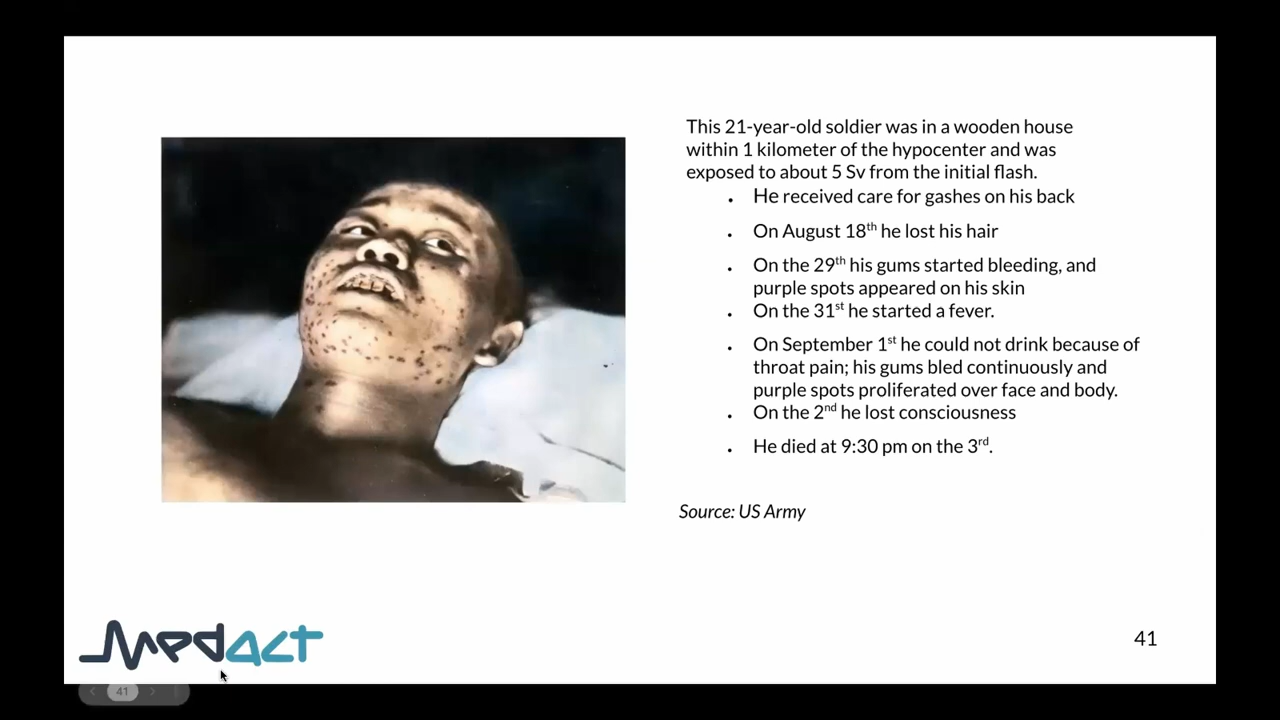 This 21-year-old soldier was in a wooden house
within 1 kilometer of the hypocenter and was
exposed to about 5 Sv from the initial flash.
• He received care for gashes on his back
• On August 18th he lost his hair
• On the 29th his gums started bleeding, and
purple spots appeared on his skin
• On the 31st he started a fever.
• On September 1st he could not drink because of
throat pain; his gums bled continuously and
purple spots proliferated over face and body.
• On the 2nd he lost consciousness
• He died at 9:30 pm on the 3rd.
Source: US Army
Medact
41
41